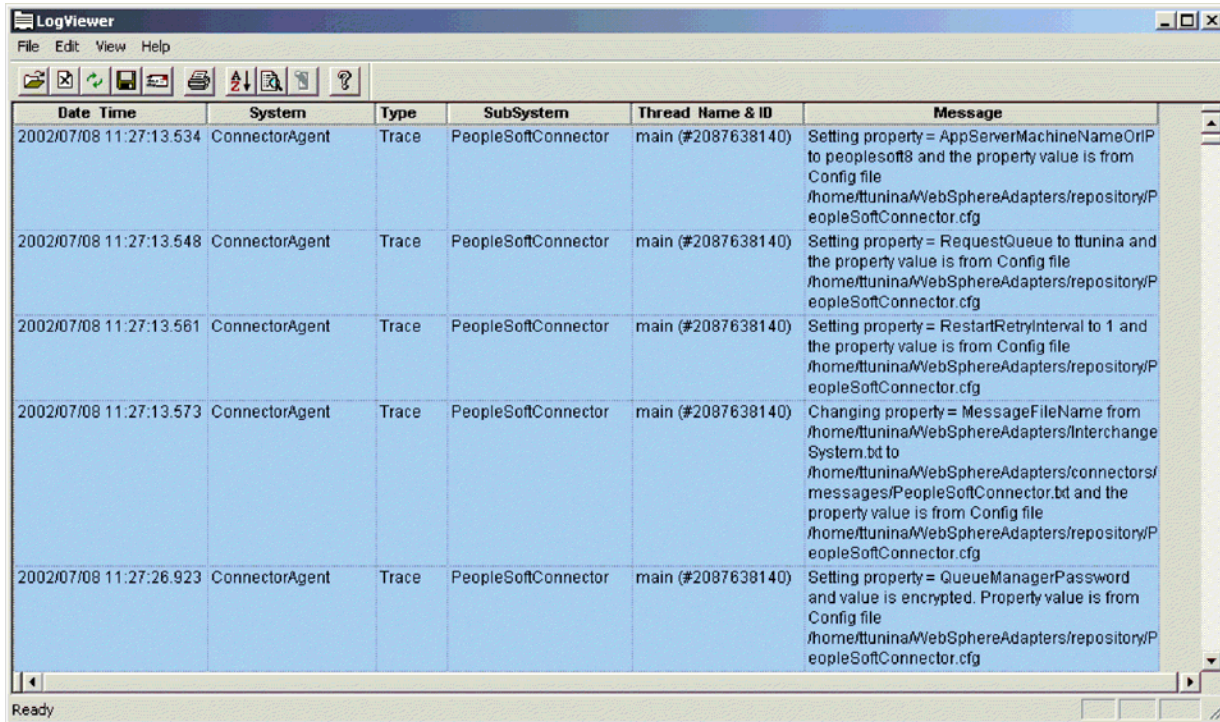 LogViewer
File Edit View Help
Date Time System Type SubSystem Thread Name & ID Message
2002/07/08 11:27:13.534 ConnectorAgent Trace PeopleSoftConnector main (#2087638140) Setting property = AppServerMachineNameOrIP
to peoplesoft8 and the property value is from
Config file
/home/ttunina/WebSphereAdapters/repository/P
eopleSoftConnector.cfg
2002/07/08 11:27:13.548 ConnectorAgent Trace PeopleSoftConnector main (#2087638140) Setting property = RequestQueue to ttunina and
the property value is from Config file
/home/ttunina/WebSphereAdapters/repository/P
eopleSoftConnector.cfg
2002/07/08 11:27:13.561 ConnectorAgent Trace PeopleSoftConnector main (#2087638140) Setting property = RestartRetryInterval to 1 and
the property value is from Config file
/home/ttunina/WebSphereAdapters/repository/P
eopleSoftConnector.cfg
2002/07/08 11:27:13.573 ConnectorAgent Trace PeopleSoftConnector main (#2087638140) Changing property = MessageFileName from
/home/ttunina/WebSphereAdapters/Interchange
System.txt to
/home/ttunina/WebSphereAdapters/connectors/
messages/PeopleSoftConnector.txt and the
property value is from Config file
/home/ttunina/WebSphereAdapters/repository/P
eopleSoftConnector.cfg
2002/07/08 11:27:26.923 ConnectorAgent Trace PeopleSoftConnector main (#2087638140) Setting property = QueueManagerPassword
and value is encrypted. Property value is from
Config file
/home/ttunina/WebSphereAdapters/repository/P
eopleSoftConnector.cfg
Ready